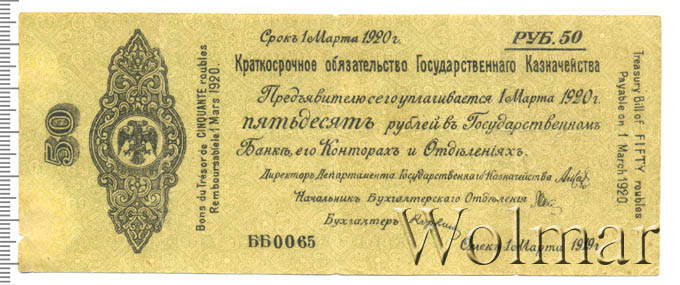 Срокъ 1 Марта 1920 г.
РУБ. 50
Краткосрочное обязательство Государственнаго Казначейства
Предъявителю сего уплачивается 1 Марта 1920 г.
пятьдесятъ рублей въ Государственномъ
Банкѣ, его Конторахъ и Отдѣленіяхъ.
Директоръ Департамента Государственнаго Казначейства
Начальникъ Бухгалтерскаго Отдѣленія
Бухгалтеръ
ББ0065
Омскъ, 1 Марта 1919 г.
50
Bons du Trésor de CINQUANTE roubles
Remboursable le 1 Mars 1920.
Treasury Bill of FIFTY roubles
Payable on 1 March 1920.
Wolmar